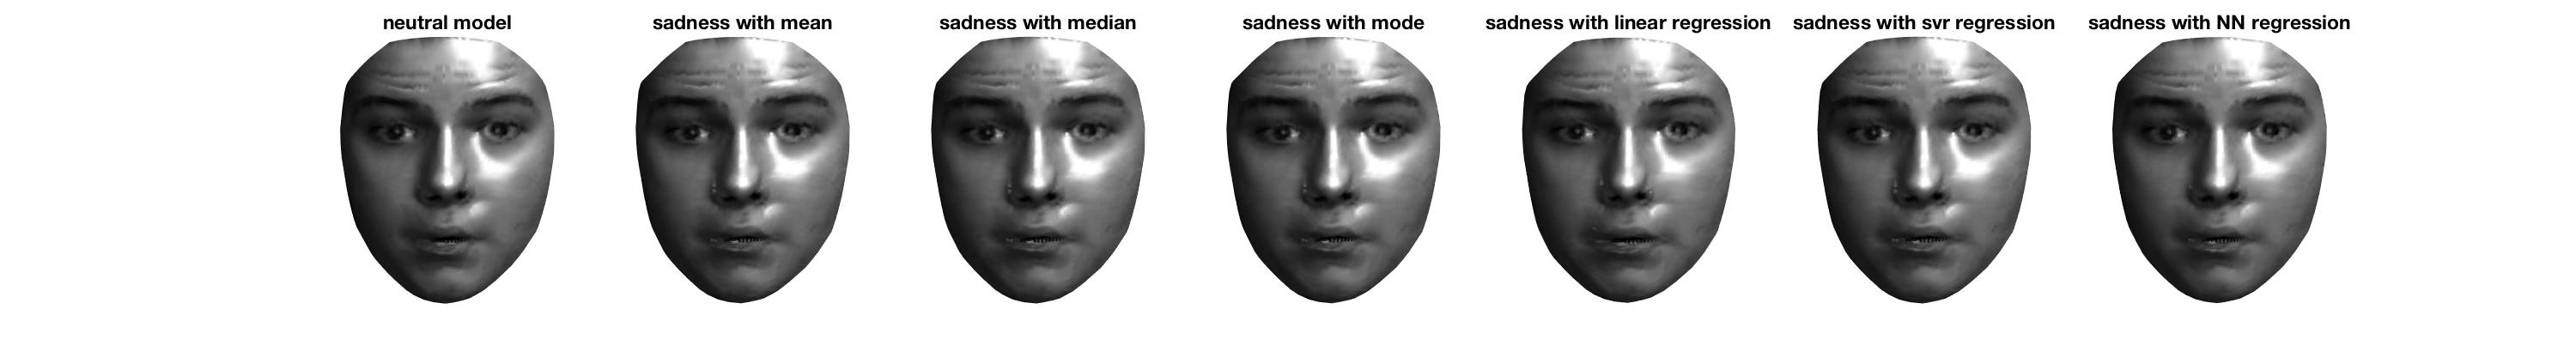 neutral model
sadness with mean
sadness with median
sadness with mode
sadness with linear regression
sadness with svr regression
sadness with NN regression